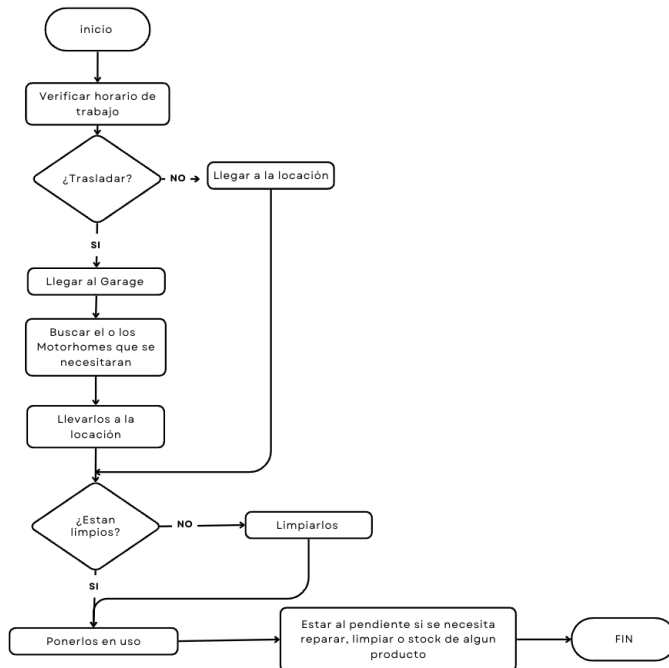 inicio
Verificar horario de
trabajo
¿Trasladar?
NO
Llegar a la locación
SI
Llegar al Garage
Buscar el o los
Motorhomes que se
necesitaran
Llevarlos a la
locación
¿Estan
limpios?
NO
Limpiarlos
SI
Ponerlos en uso
Estar al pendiente si se necesita
reparar, limpiar o stock de algun
producto
FIN